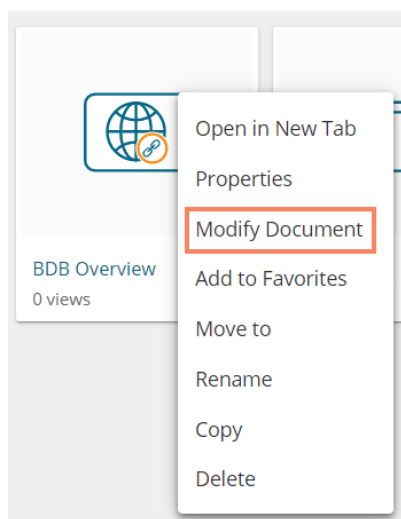 Open in New Tab
Properties
Modify Document
BDB Overview
0 views
Add to Favorites
Move to
Rename
Copy
Delete